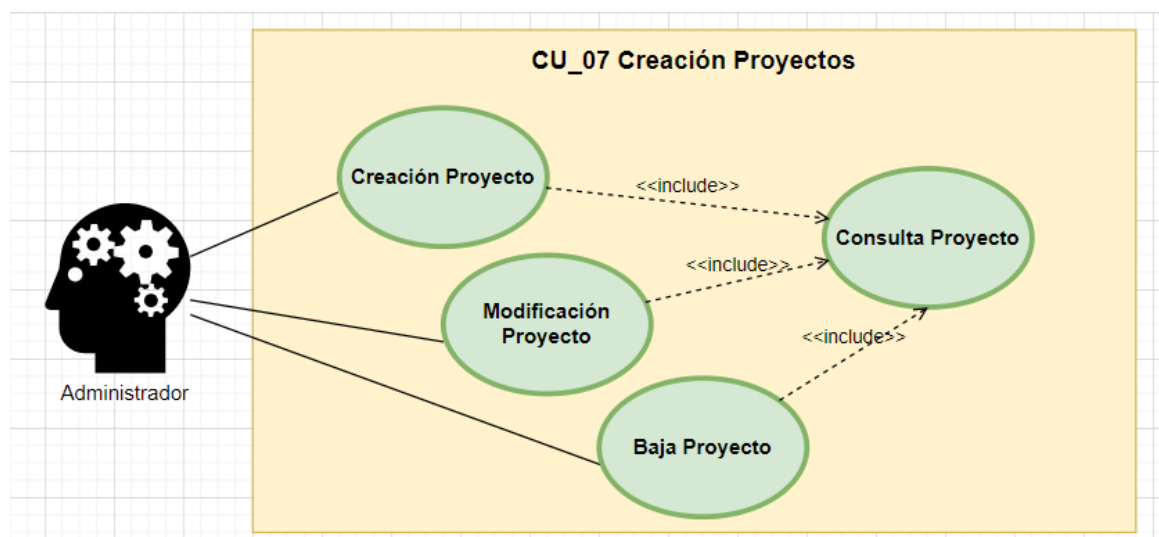 CU_07 Creación Proyectos
Creación Proyecto
<<include>>
Consulta Proyecto
<<include>>
Modificación
Proyecto
<<include>>
Administrador
Baja Proyecto